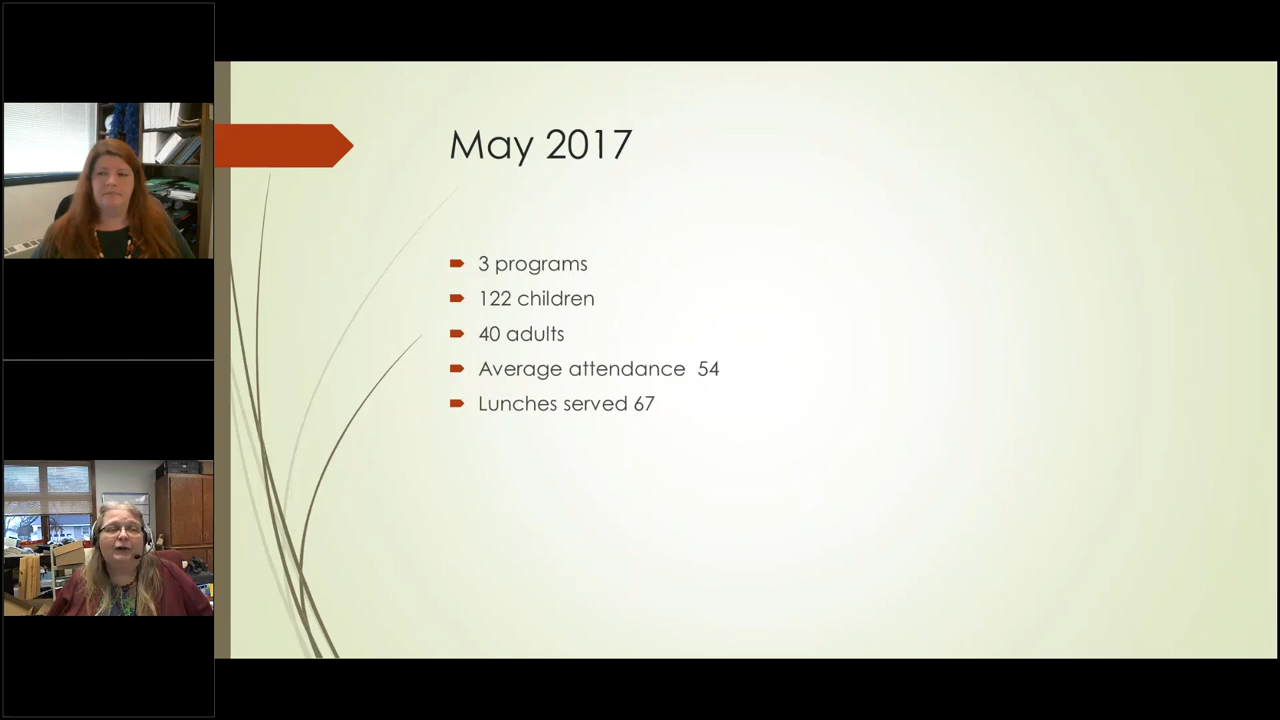 May 2017
3 programs
122 children
40 adults
Average attendance 54
Lunches served 67